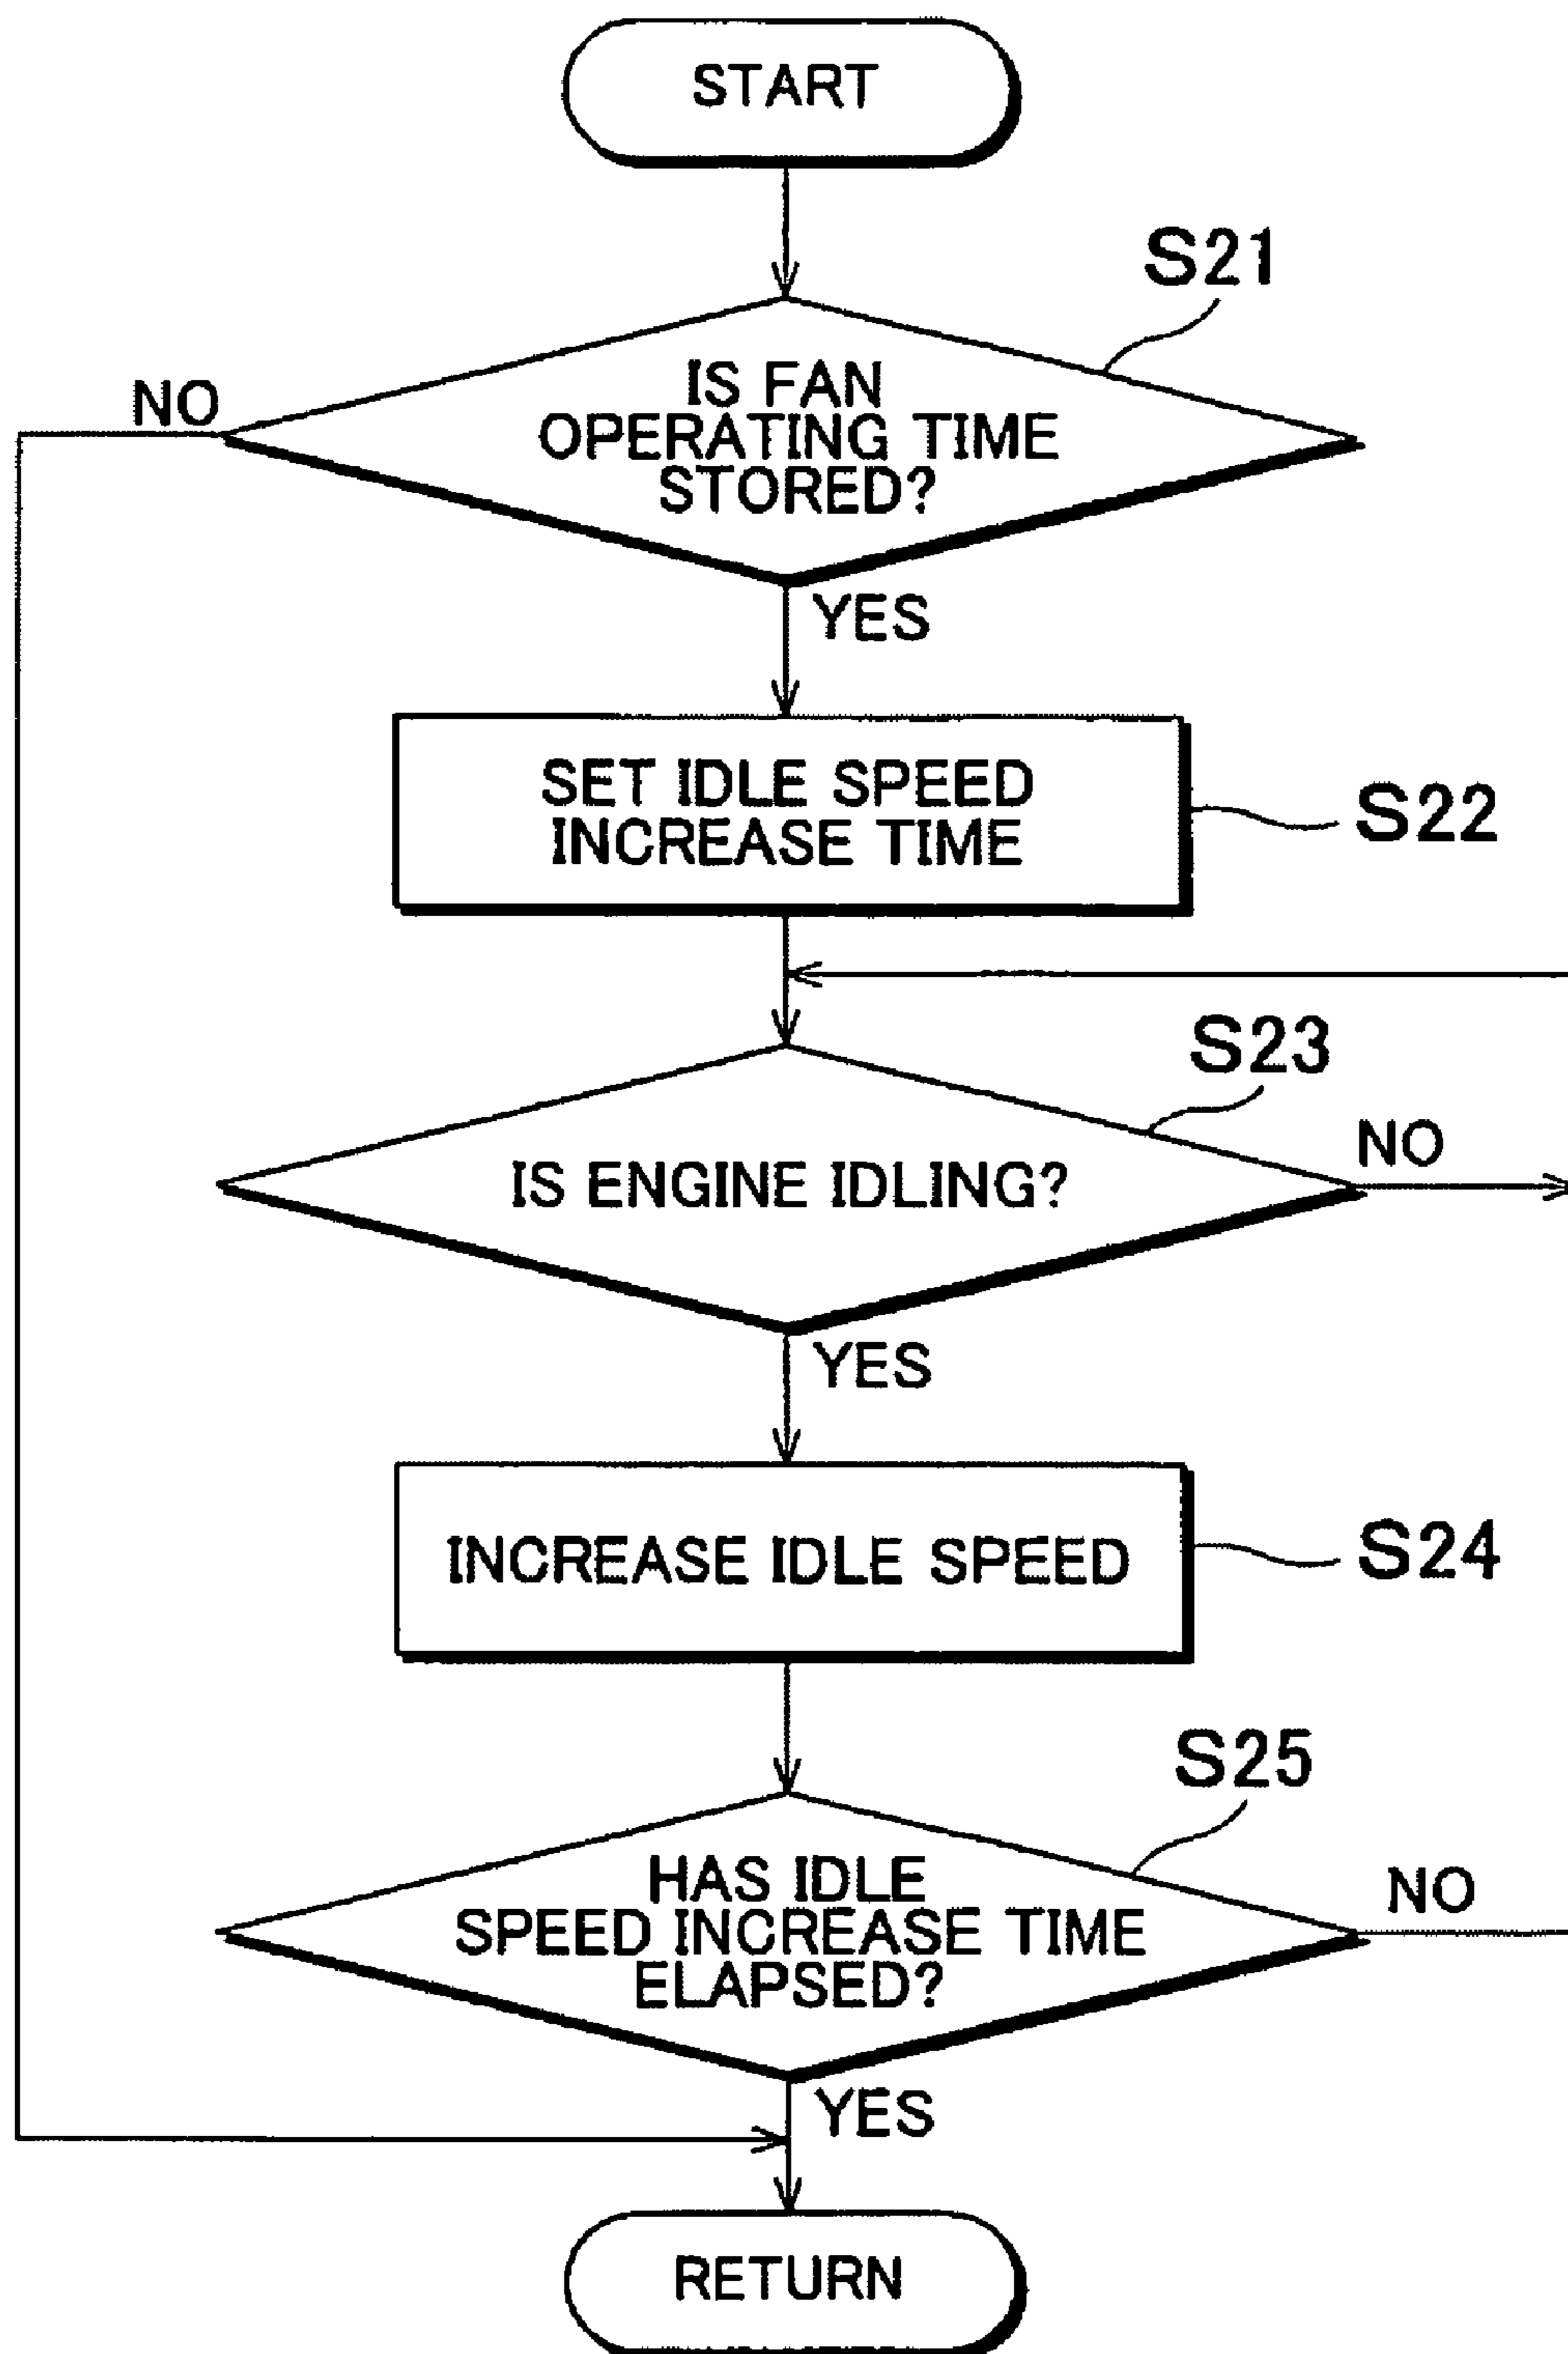 START
S21
NO
IS FAN
OPERATING TIME
STORED?
YES
SET IDLE SPEED
INCREASE TIME
S22
S23
NO
IS ENGINE IDLING?
YES
INCREASE IDLE SPEED
S24
S25
HAS IDLE
SPEED INCREASE TIME
ELAPSED?
NO
YES
RETURN